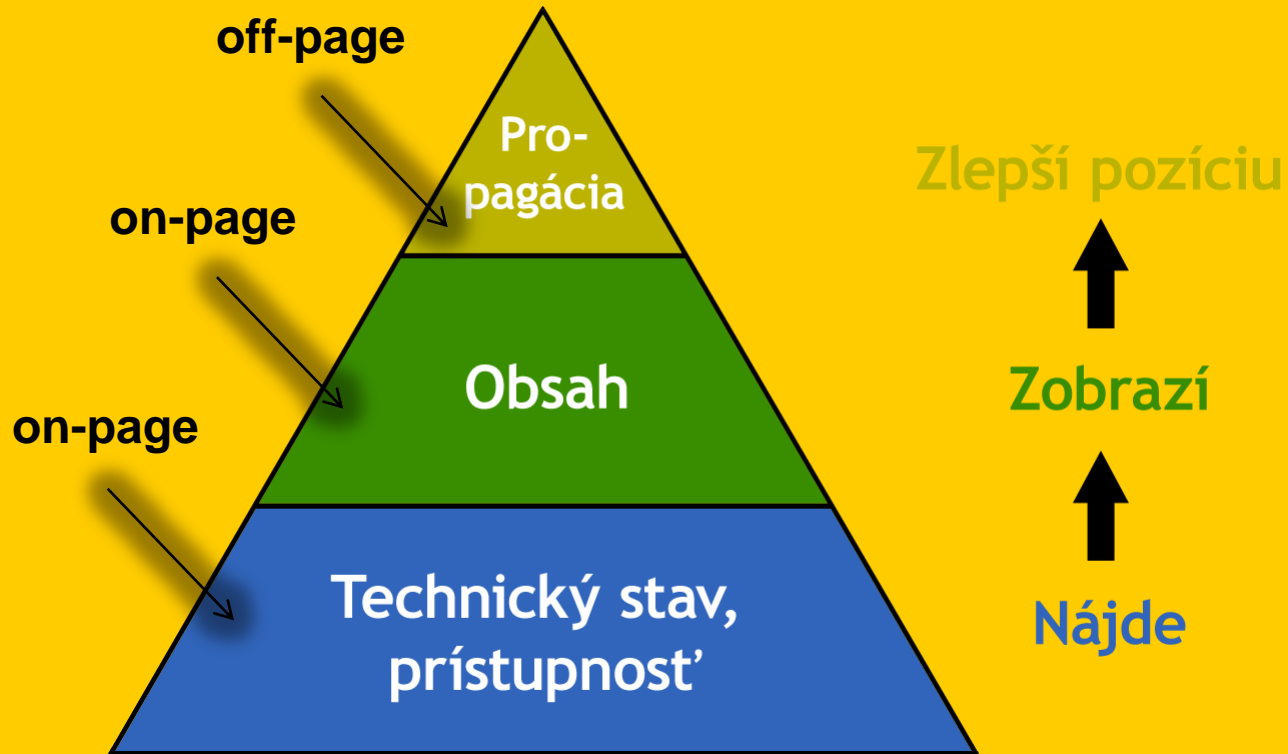 off-page
Pro-
pagácia
Zlepší pozíciu
on-page
Obsah
Zobrazí
on-page
Technický stav,
prístupnosť
Nájde